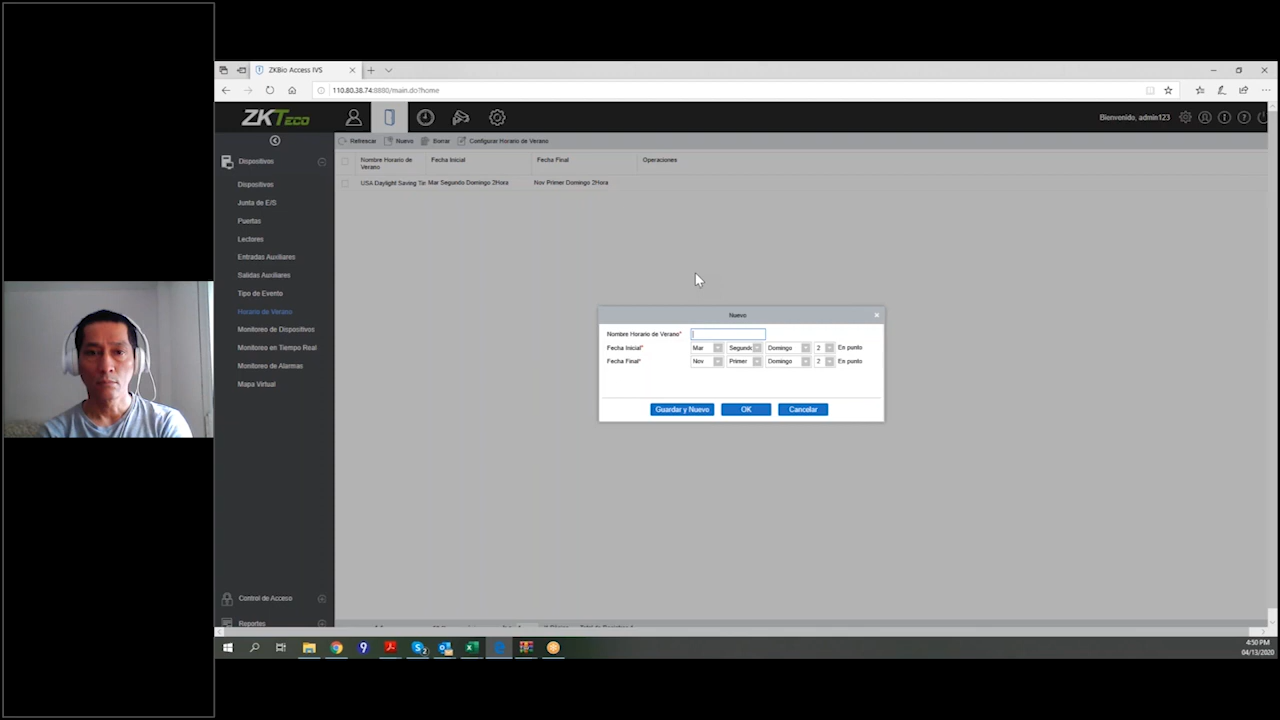 ZKBio Access IVS
110.80.38.74:8880/main.do?home
ZKTeco
Bienvenido, admin123
Refrescar Nuevo Borrar Configurar Horario de Verano
Dispositivos
Dispositivos
Junta de E/S
Puertas
Lectores
Entradas Auxiliares
Salidas Auxiliares
Tipo de Evento
Horario de Verano
Monitoreo de Dispositivos
Monitoreo en Tiempo Real
Monitoreo de Alarmas
Mapa Virtual
Control de Acceso
Reportes
Nombre Horario de Verano Fecha Inicial Fecha Final Operaciones
USA Daylight Saving Tir Mar Segundo Domingo 2Hora Nov Primer Domingo 2Hora
Nuevo
Nombre Horario de Verano*
Fecha Inicial* Mar Segundo Domingo 2 En punto
Fecha Final* Nov Primer Domingo 2 En punto
Guardar y Nuevo OK Cancelar
4:50 PM
04/13/2020